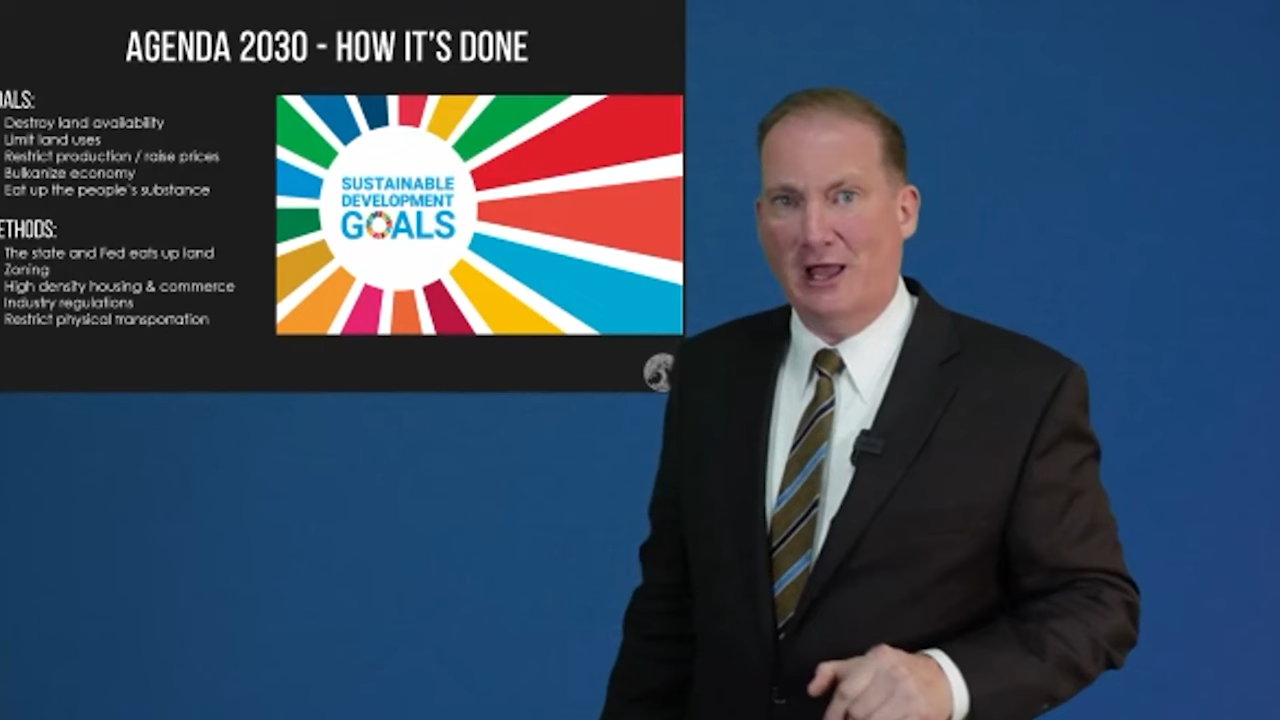 AGENDA 2030 - HOW IT'S DONE
OALS:
Destroy land availability
Limit land uses
Restrict production / raise prices
Bulkanize economy
Eat up the people's substance
ETHODS:
The state and Fed eats up land
Zoning
High density housing & commerce
Industry regulations
Restrict physical transportation
SUSTAINABLE
DEVELOPMENT
GOALS